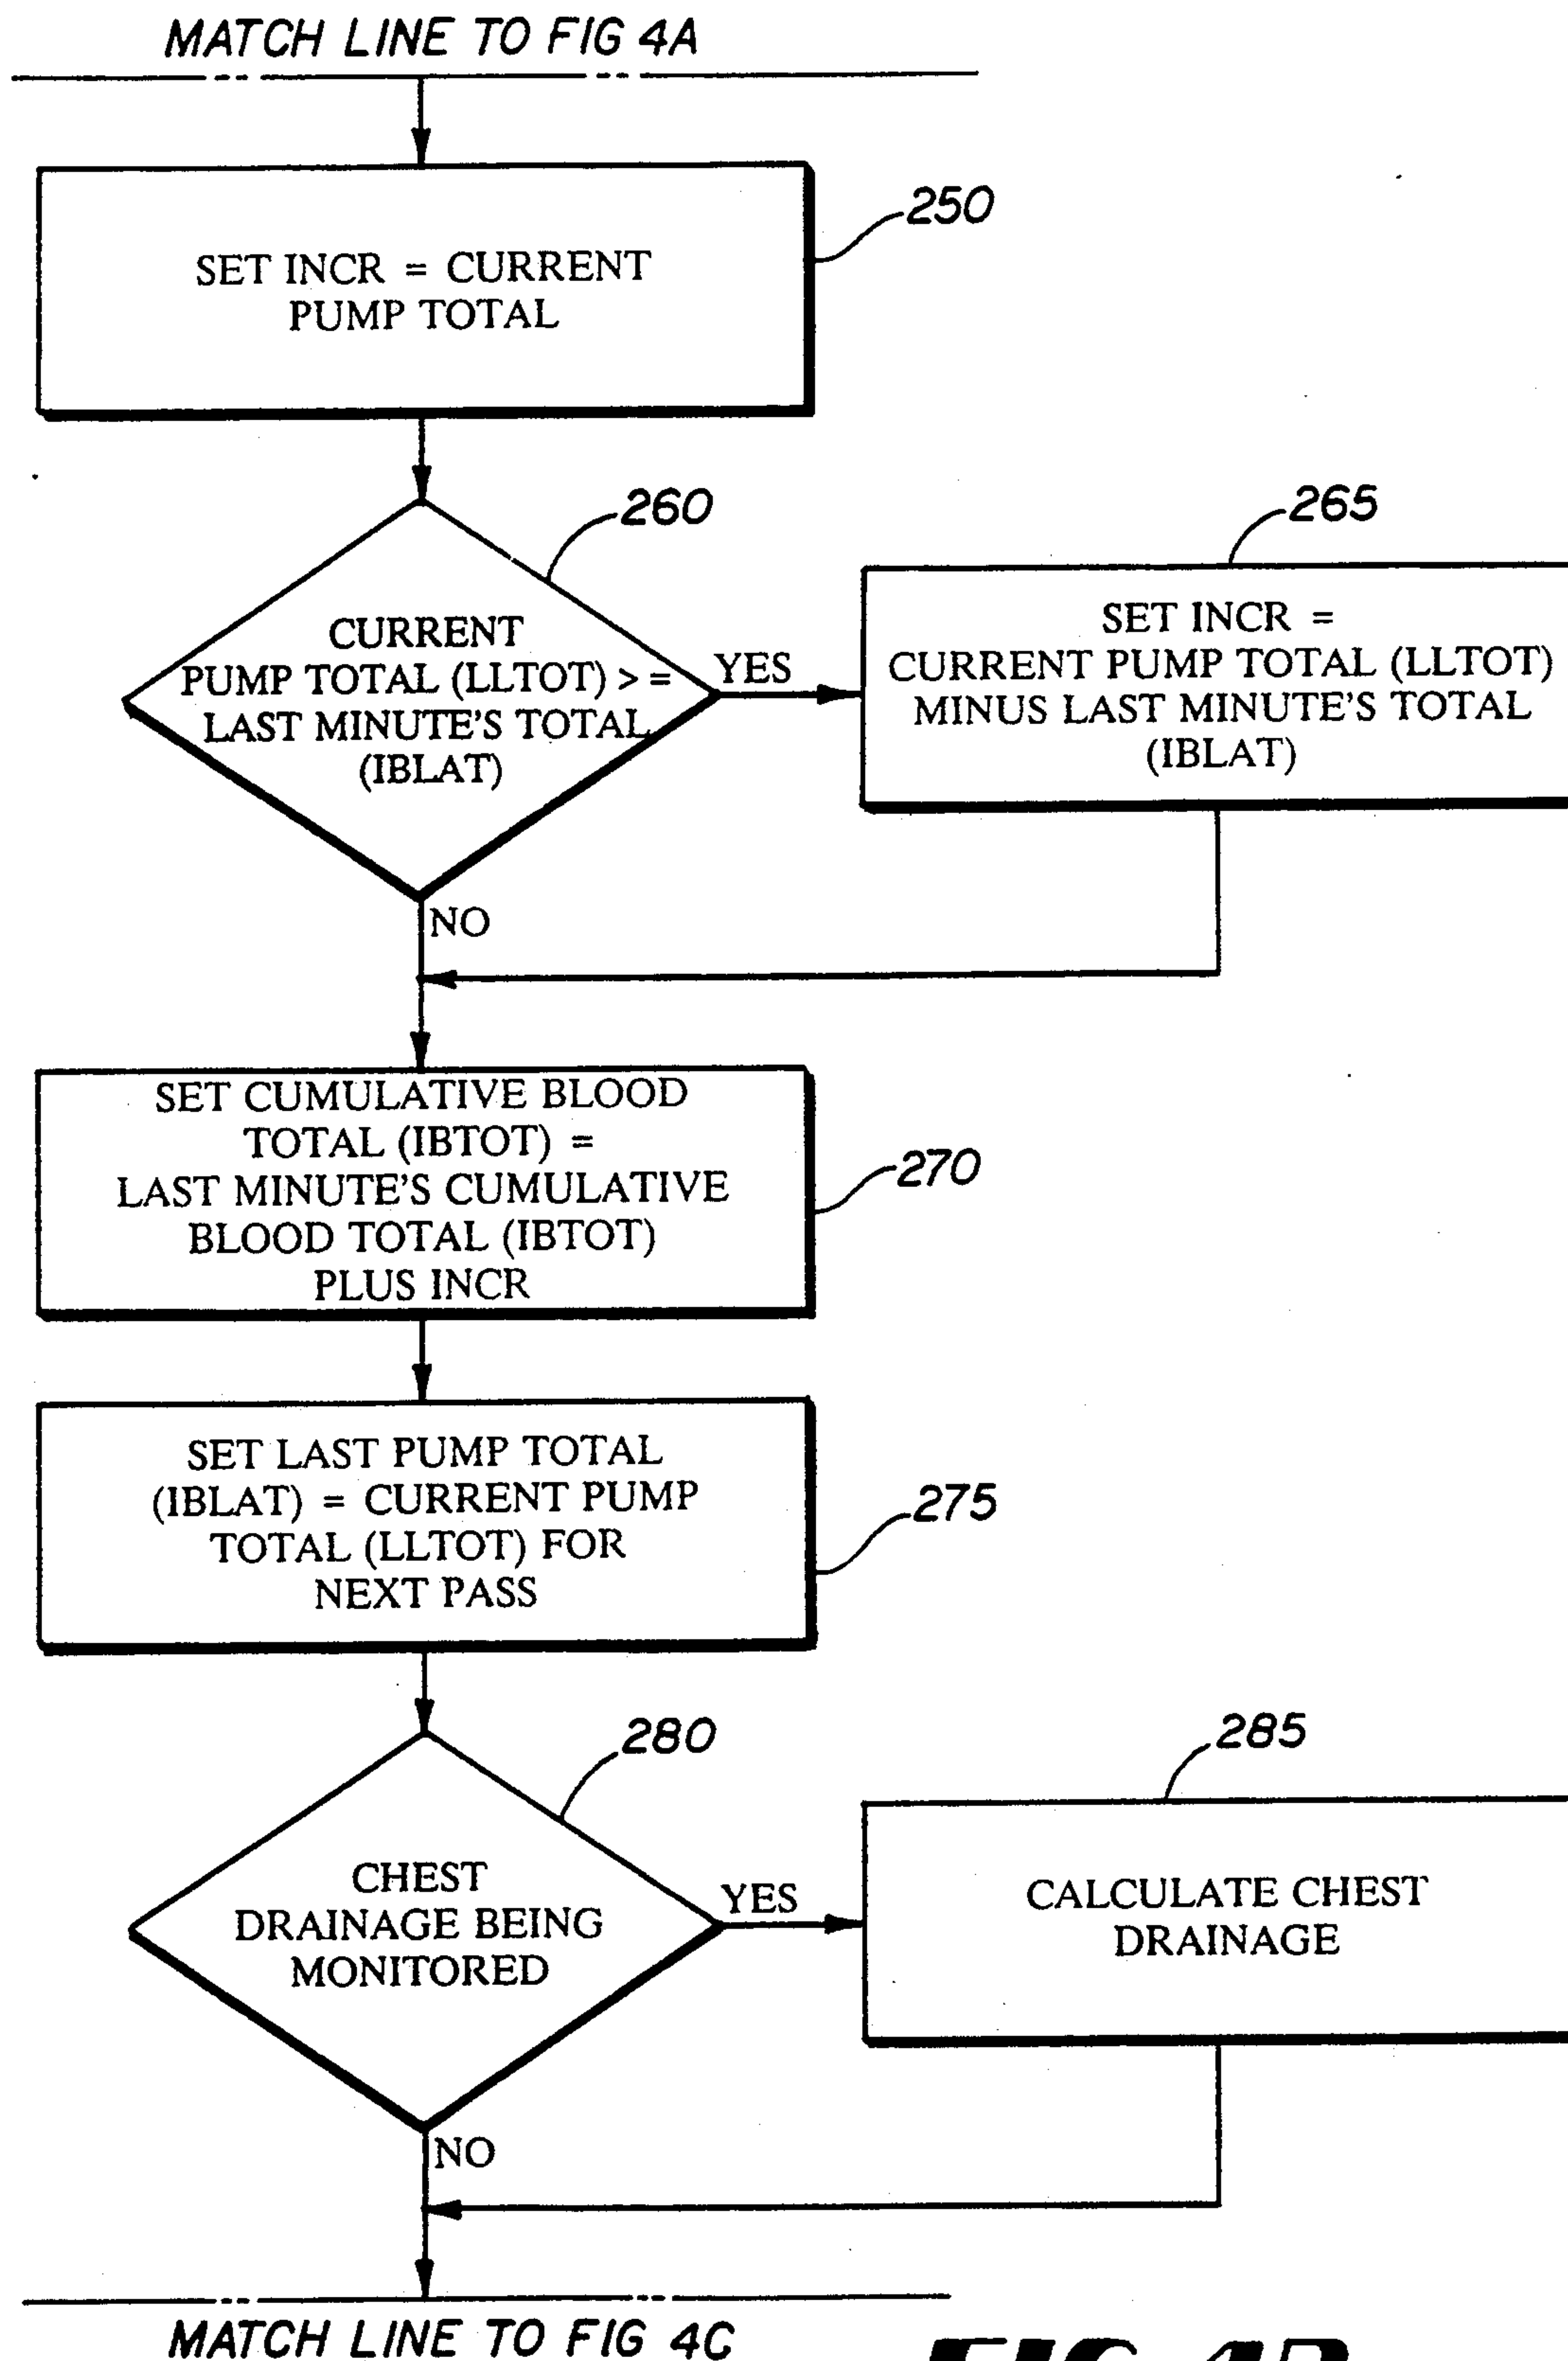 MATCH LINE TO FIG 4A
250
SET INCR = CURRENT
PUMP TOTAL
260
CURRENT
PUMP TOTAL (LLTOT) > =
LAST MINUTE'S TOTAL
(IBLAT)
YES
NO
265
SET INCR =
CURRENT PUMP TOTAL (LLTOT)
MINUS LAST MINUTE'S TOTAL
(IBLAT)
SET CUMULATIVE BLOOD
TOTAL (IBTOT) =
LAST MINUTE'S CUMULATIVE
BLOOD TOTAL (IBTOT)
PLUS INCR
270
SET LAST PUMP TOTAL
(IBLAT) = CURRENT PUMP
TOTAL (LLTOT) FOR
NEXT PASS
275
280
CHEST
DRAINAGE BEING
MONITORED
YES
NO
285
CALCULATE CHEST
DRAINAGE
MATCH LINE TO FIG 4C